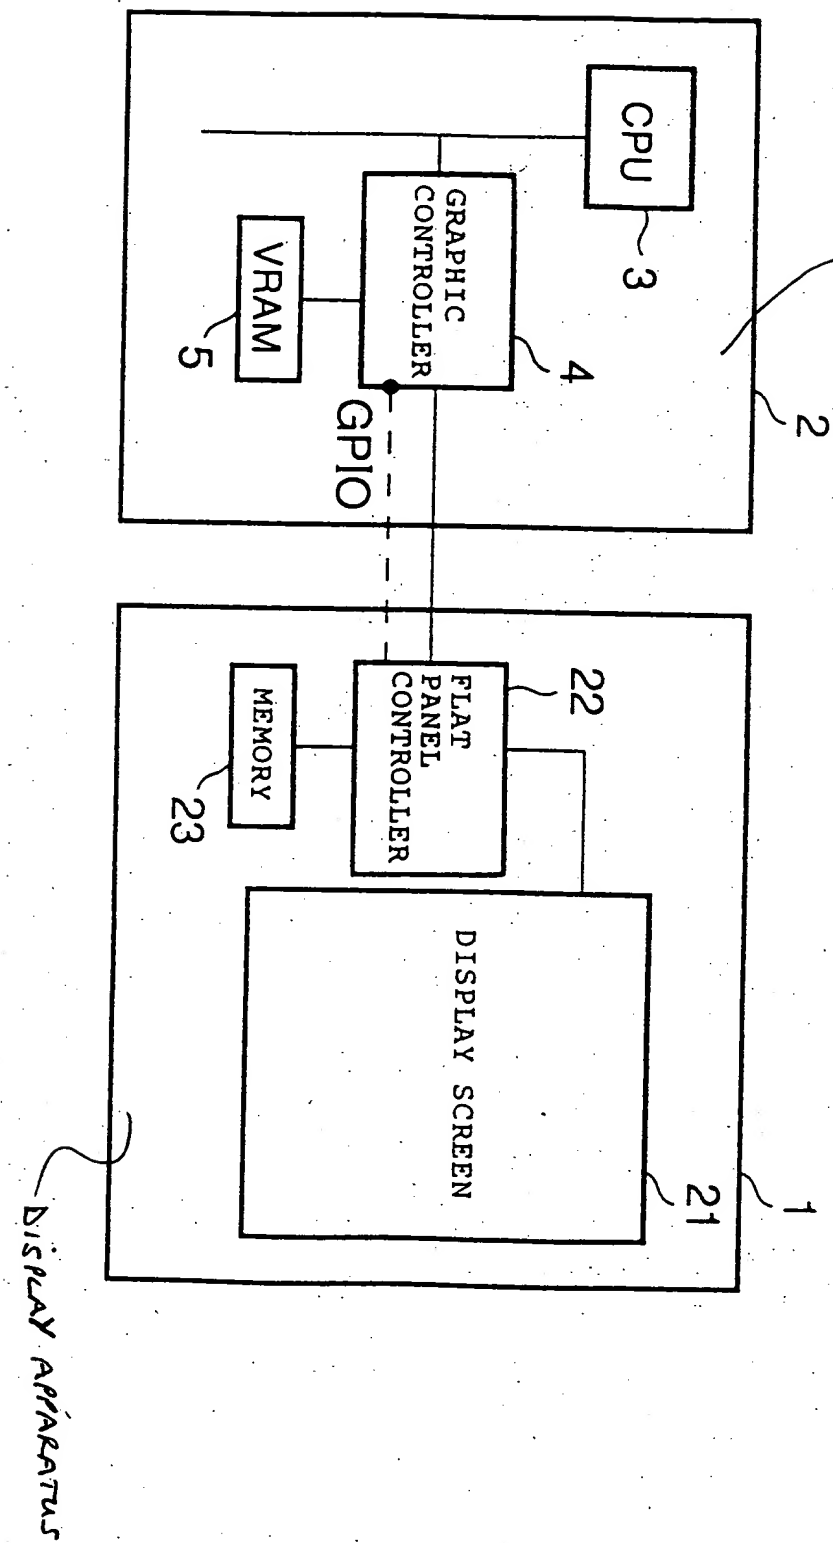 CPU
3
2
GRAPHIC
CONTROLLER
4
VRAM
5
GPIO
22
FLAT
PANEL
CONTROLLER
MEMORY
23
DISPLAY SCREEN
21
1
DISPLAY APPARATUS